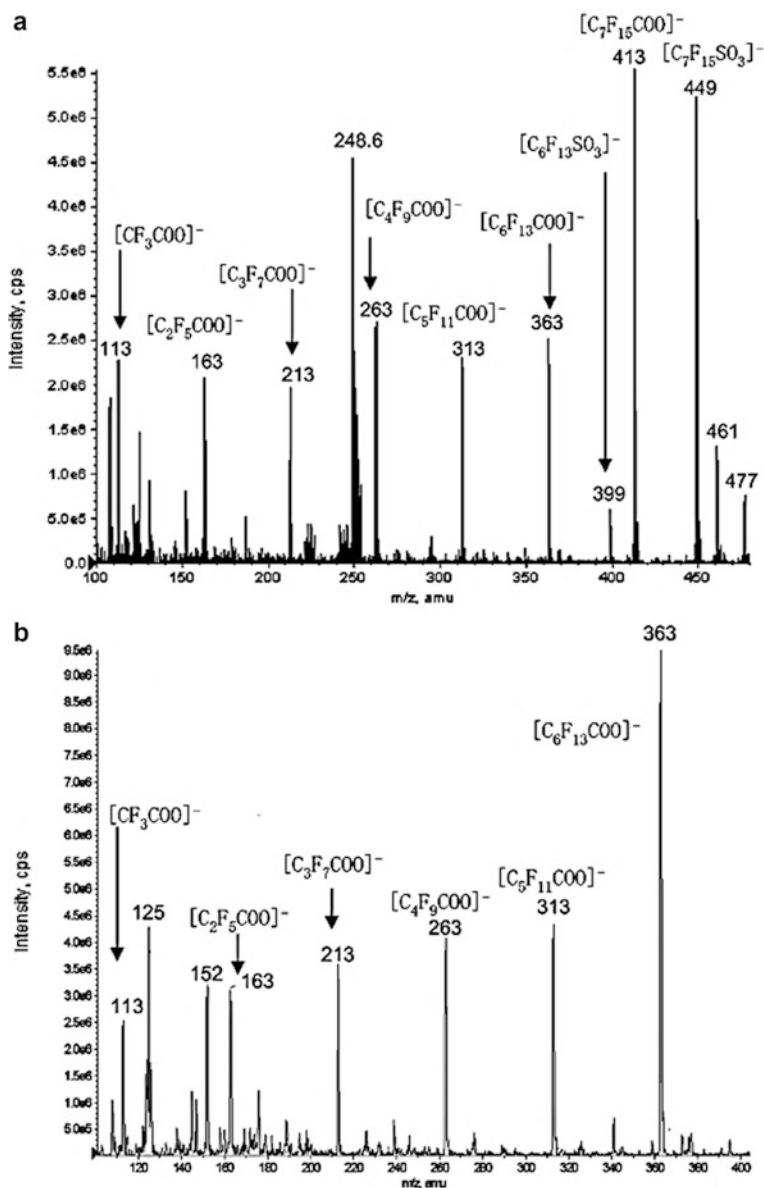 a
[C₇F₁₅COO]⁻
413
[C₇F₁₅SO₃]⁻
449
5.5e6
5.0e6
4.5e6
4.0e6
3.5e6
3.0e6
2.5e6
2.0e6
1.5e6
1.0e6
5.0e5
0.0
Intensity, cps
248.6
[C₆F₁₃SO₃]⁻
[C₄F₉COO]⁻
[C₆F₁₃COO]⁻
[CF₃COO]⁻
[C₃F₇COO]⁻
[C₂F₅COO]⁻
[C₅F₁₁COO]⁻
113
163
213
263
313
363
399
461
477
100 150 200 250 300 350 400 450
m/z, amu
b
363
9.5e6
9.0e6
8.5e6
8.0e6
7.5e6
7.0e6
6.5e6
6.0e6
5.5e6
5.0e6
4.5e6
4.0e6
3.5e6
3.0e6
2.5e6
2.0e6
1.5e6
1.0e6
5.0e5
Intensity, cps
[C₆F₁₃COO]⁻
[CF₃COO]⁻
[C₃F₇COO]⁻
[C₅F₁₁COO]⁻
[C₂F₅COO]⁻
[C₄F₉COO]⁻
125
152
163
113
213
263
313
120 140 160 180 200 220 240 260 280 300 320 340 360 380 400
m/z amu